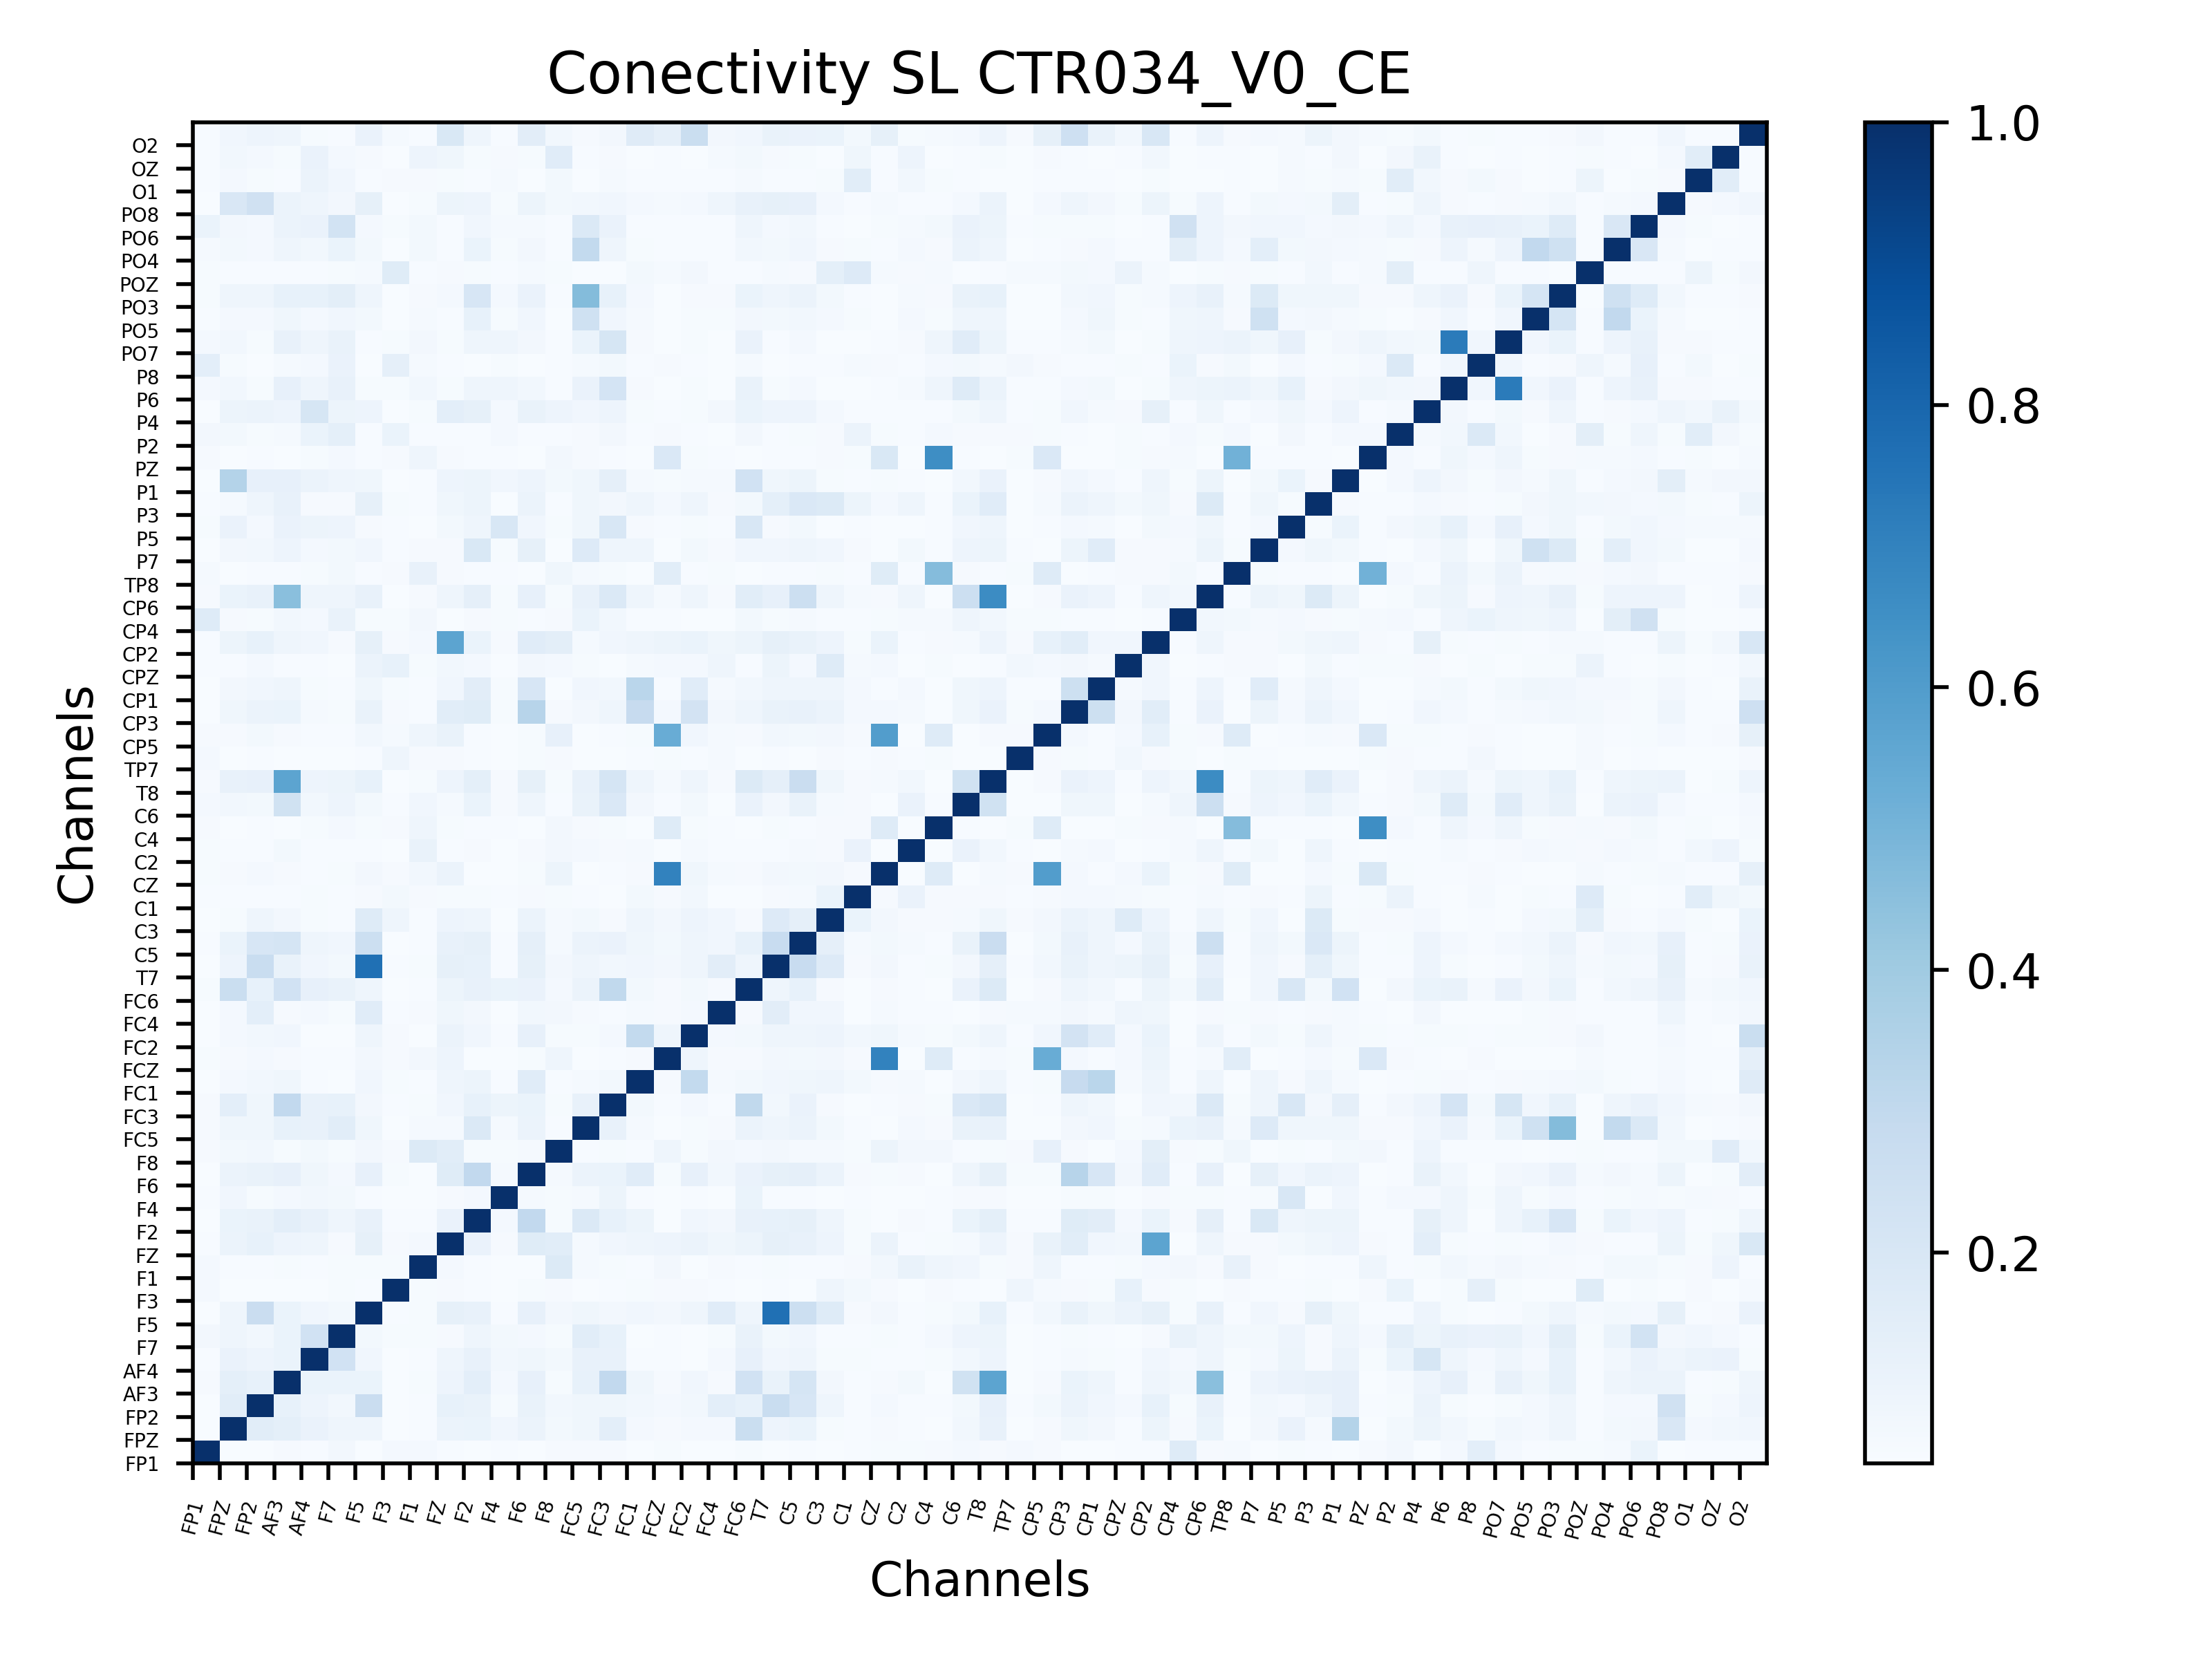 Conectivity SL CTR034_V0_CE
O2
OZ
O1
PO8
PO6
PO4
POZ
PO3
PO5
PO7
P8
P6
P4
P2
PZ
P1
P3
P5
P7
TP8
CP6
CP4
CP2
CPZ
CP1
CP3
CP5
TP7
T8
C6
C4
C2
CZ
C1
C3
C5
T7
FC6
FC4
FC2
FCZ
FC1
FC3
FC5
F8
F6
F4
F2
FZ
F1
F3
F5
F7
AF4
AF3
FP2
FPZ
FP1
Channels
FP1 FPZ FP2 AF3 AF4 F7 F5 F3 F1 FZ F2 F4 F6 F8 FC5 FC3 FC1 FCZ FC2 FC4 FC6 T7 C5 C3 C1 CZ C2 C4 C6 T8 TP7 CP5 CP3 CP1 CPZ CP2 CP4 CP6 TP8 P7 P5 P3 P1 PZ P2 P4 P6 P8 PO7 PO5 PO3 POZ PO4 PO6 PO8 O1 OZ O2
Channels
1.0
0.8
0.6
0.4
0.2